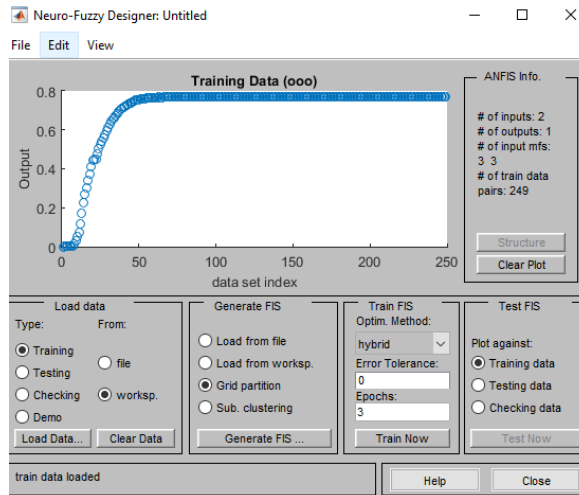 Neuro-Fuzzy Designer: Untitled
File Edit View
Training Data (ooo)
0.8
0.6
0.4
0.2
0
Output
0 50 100 150 200 250
data set index
ANFIS Info.
# of inputs: 2
# of outputs: 1
# of input mfs:
3 3
# of train data
pairs: 249
Structure
Clear Plot
Load data
Type: From:
Training
Testing
Checking
Demo
file
worksp.
Load Data... Clear Data
Generate FIS
Load from file
Load from worksp.
Grid partition
Sub. clustering
Generate FIS ...
Train FIS
Optim. Method:
hybrid
Error Tolerance:
0
Epochs:
3
Train Now
Test FIS
Plot against:
Training data
Testing data
Checking data
Test Now
train data loaded
Help Close